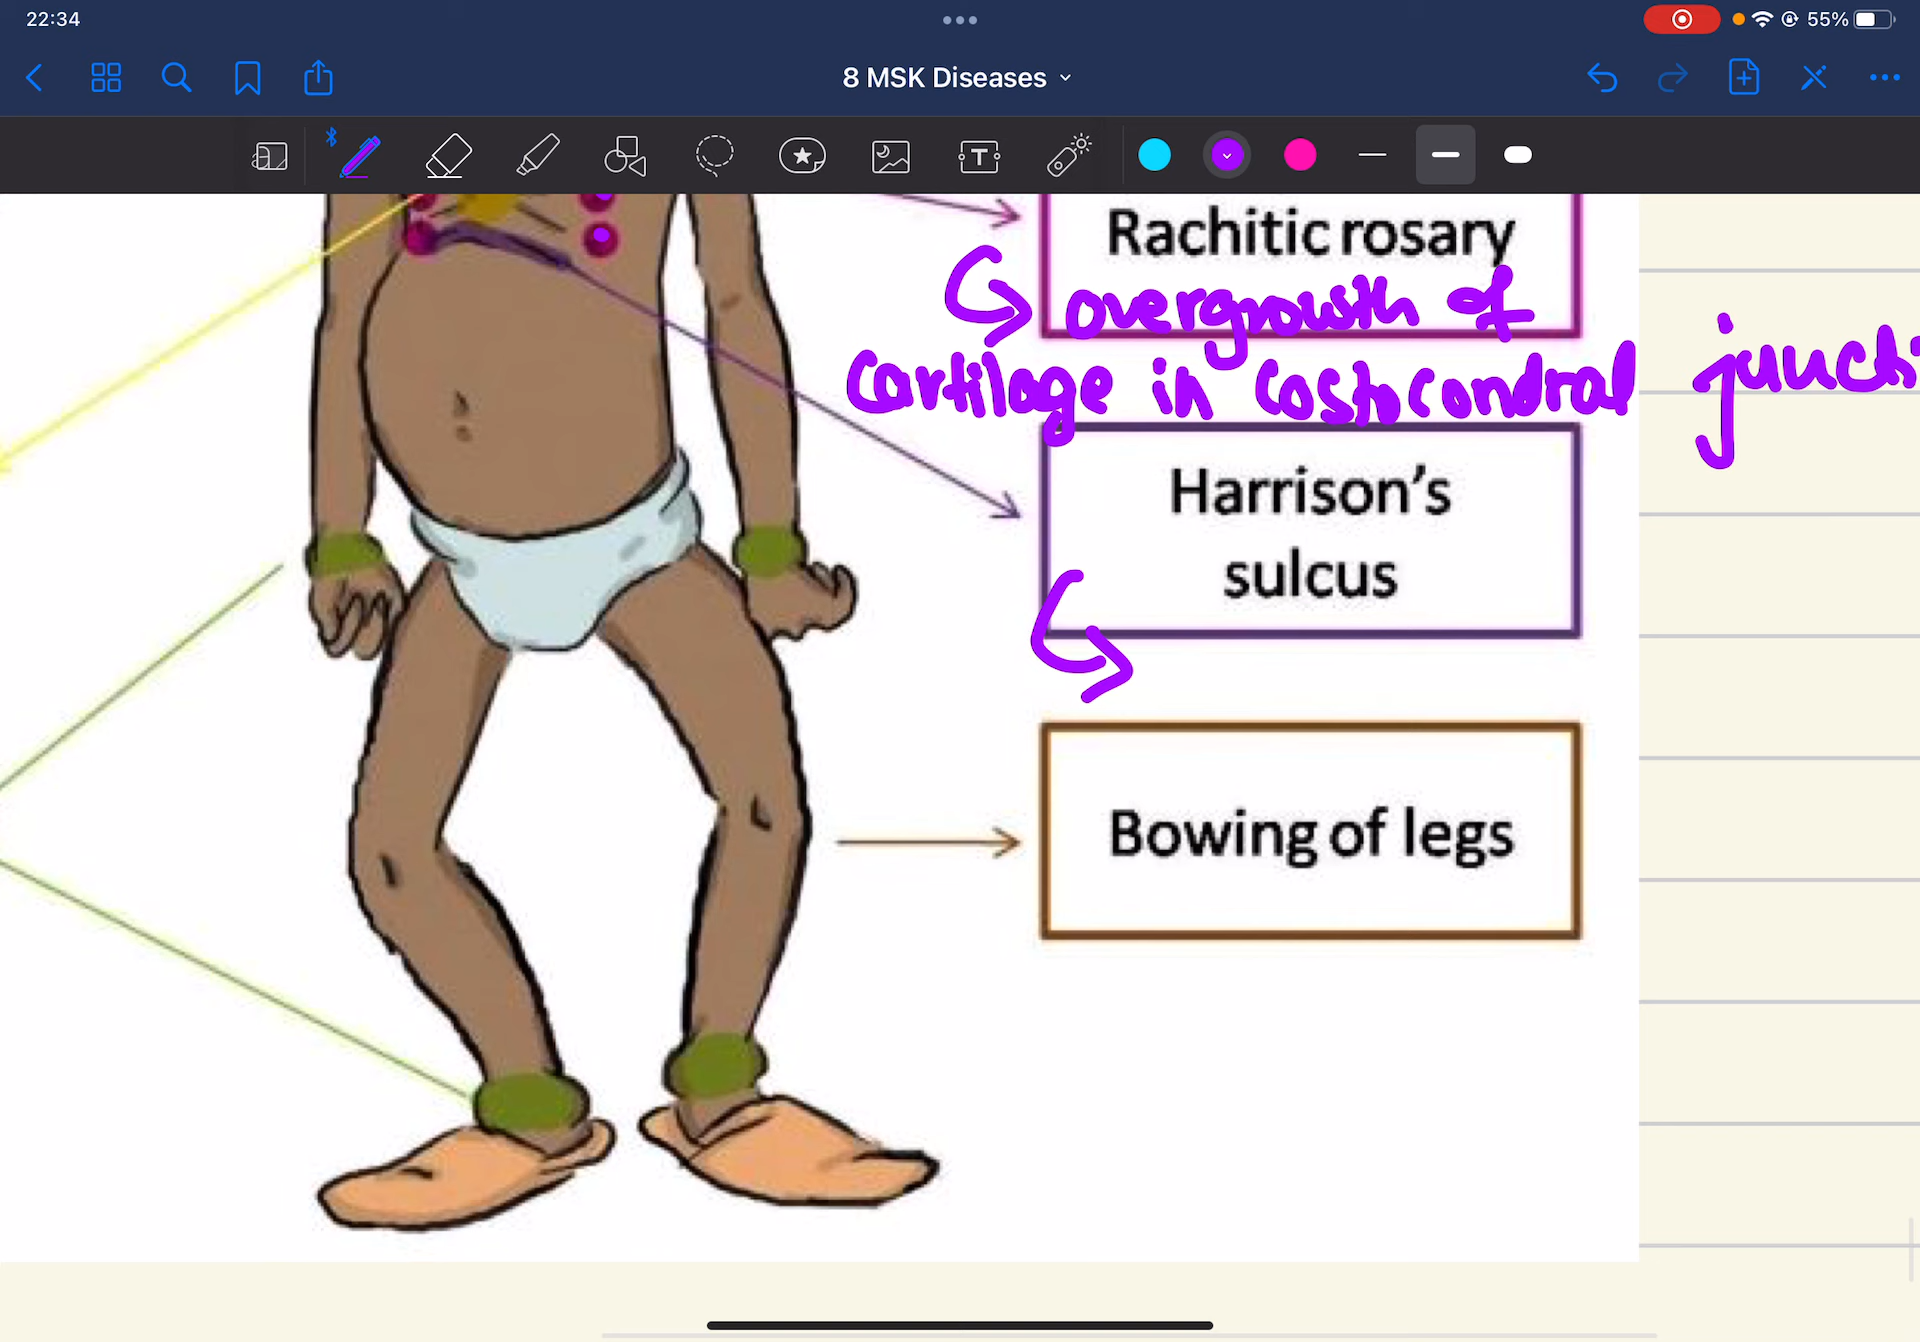 22:34
55%
8 MSK Diseases
T
Rachitic rosary
overgrowth of
Cartilage in Costocondral
Harrison's
sulcus
Bowing of legs